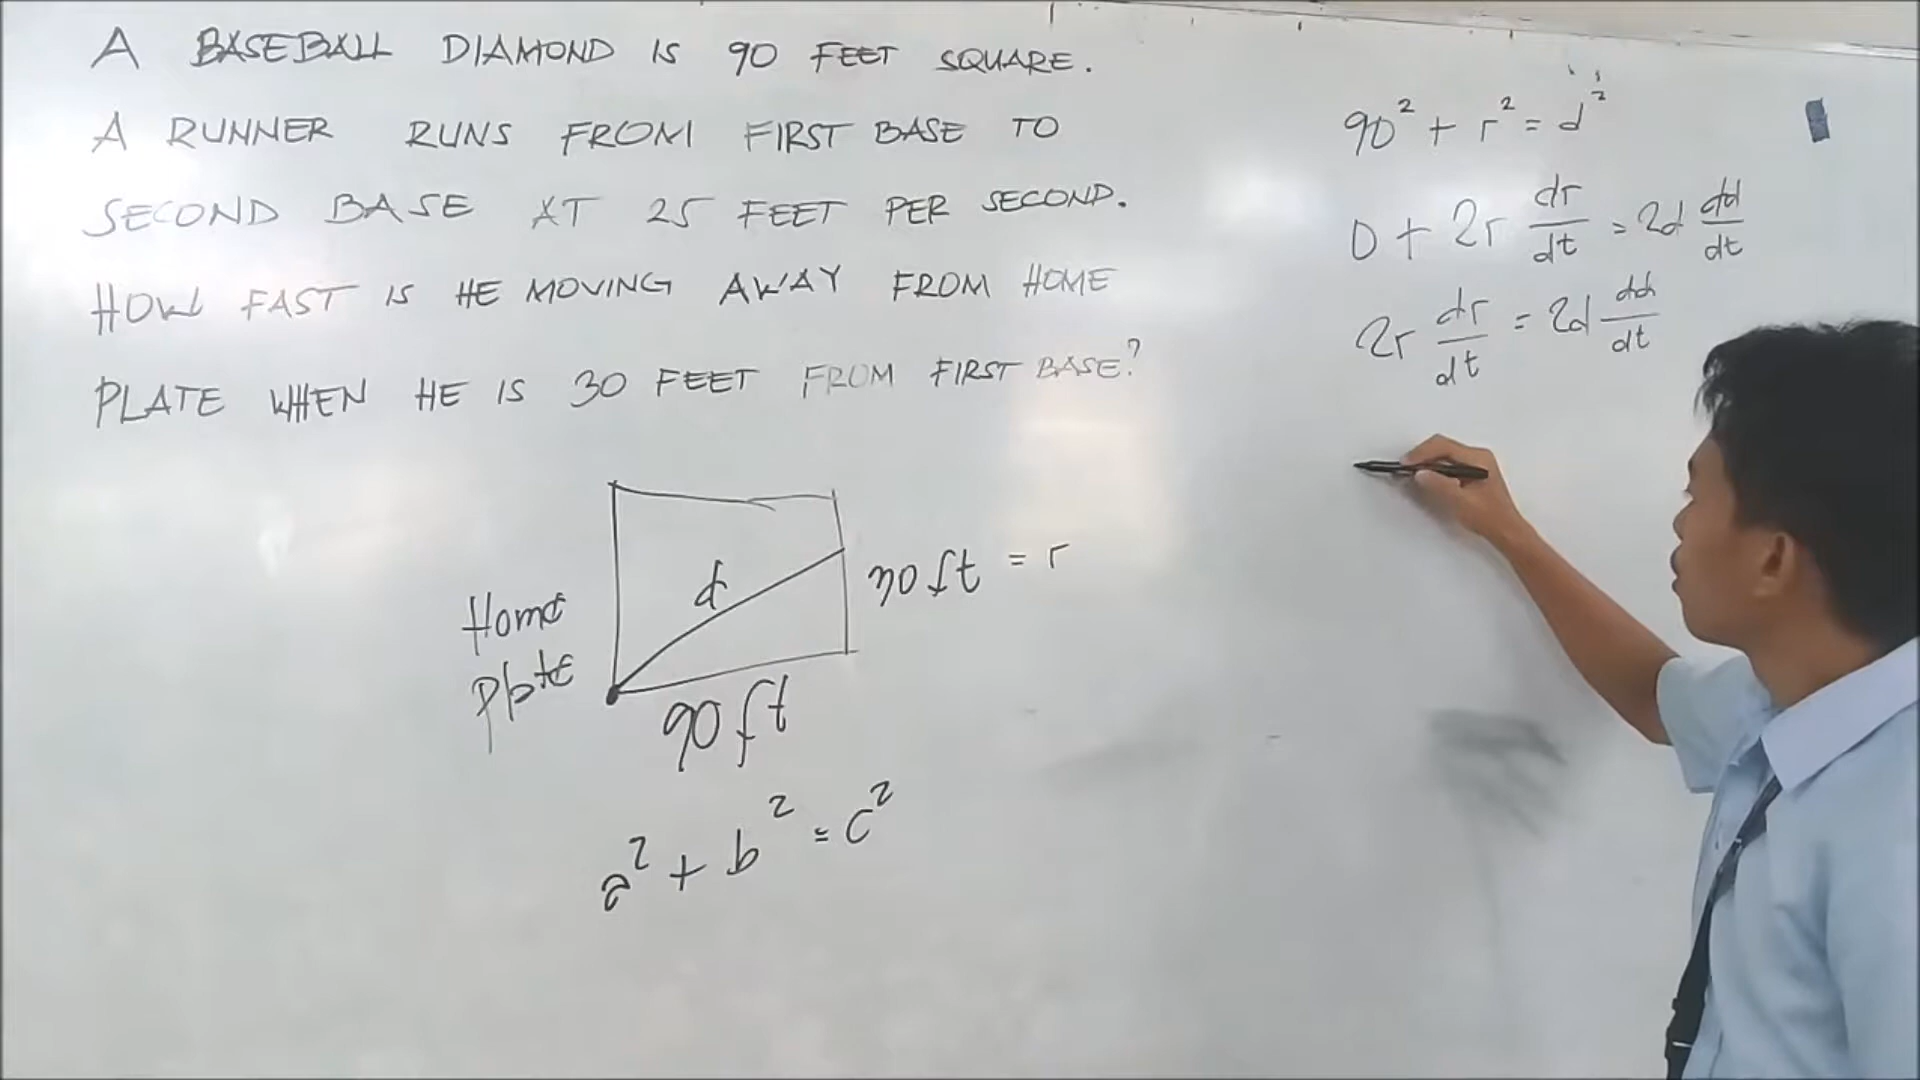 A BASEBALL DIAMOND IS 90 FEET SQUARE.
A RUNNER RUNS FROM FIRST BASE TO
SECOND BASE AT 25 FEET PER SECOND.
HOW FAST IS HE MOVING AWAY FROM HOME
PLATE WHEN HE IS 30 FEET FROM FIRST BASE?
90² + r² = d²
0 + 2r dr/dt = 2d dd/dt
2r dr/dt = 2d dd/dt
d
ft = r
Home
Plate
90 ft
a² + b² = c²